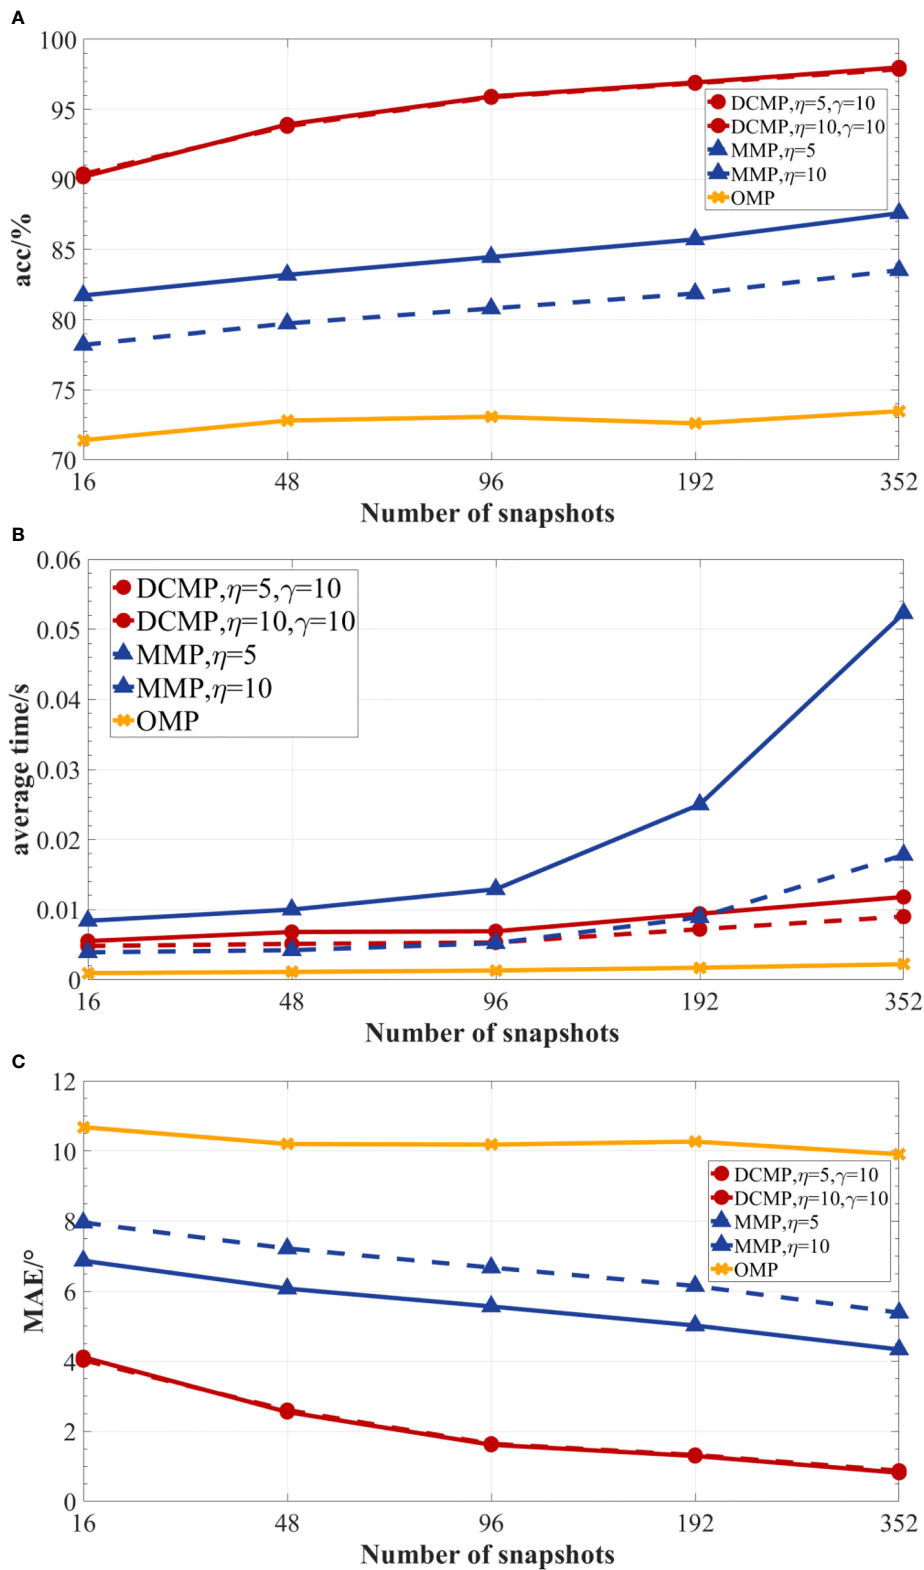 A
100
95
90
85
80
75
70
acc/%
DCMP,η=5,γ=10
DCMP,η=10,γ=10
MMP,η=5
MMP,η=10
OMP
16 48 96 192 352
Number of snapshots
B
0.06
0.05
0.04
0.03
0.02
0.01
0
average time/s
DCMP,η=5,γ=10
DCMP,η=10,γ=10
MMP,η=5
MMP,η=10
OMP
16 48 96 192 352
Number of snapshots
C
12
10
8
6
4
2
0
MAE/°
DCMP,η=5,γ=10
DCMP,η=10,γ=10
MMP,η=5
MMP,η=10
OMP
16 48 96 192 352
Number of snapshots